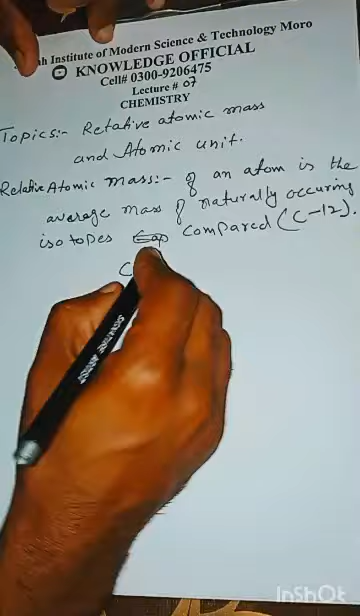 ah Institute of Modern Science & Technology Moro
KNOWLEDGE OFFICIAL
Cell# 0300-9206475
Lecture # 07
CHEMISTRY
Topics:- Relative atomic mass
and Atomic unit.
Relative Atomic mass:- of an atom is the
average mass of naturally occuring
isotopes compared (C-12).
C
SIGNATURE
InShOt